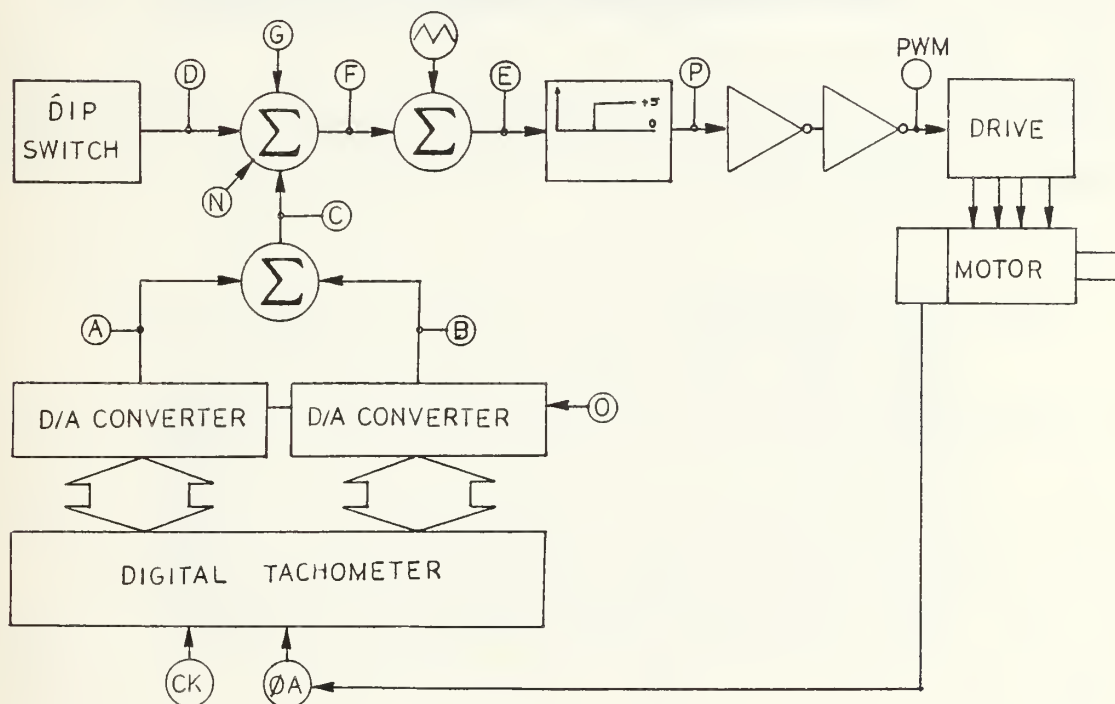 G
PWM
D
F
E
P
DIP
SWITCH
Σ
Σ
+5
0
DRIVE
N
C
Σ
MOTOR
A
B
D/A CONVERTER
D/A CONVERTER
O
DIGITAL TACHOMETER
CK
ØA